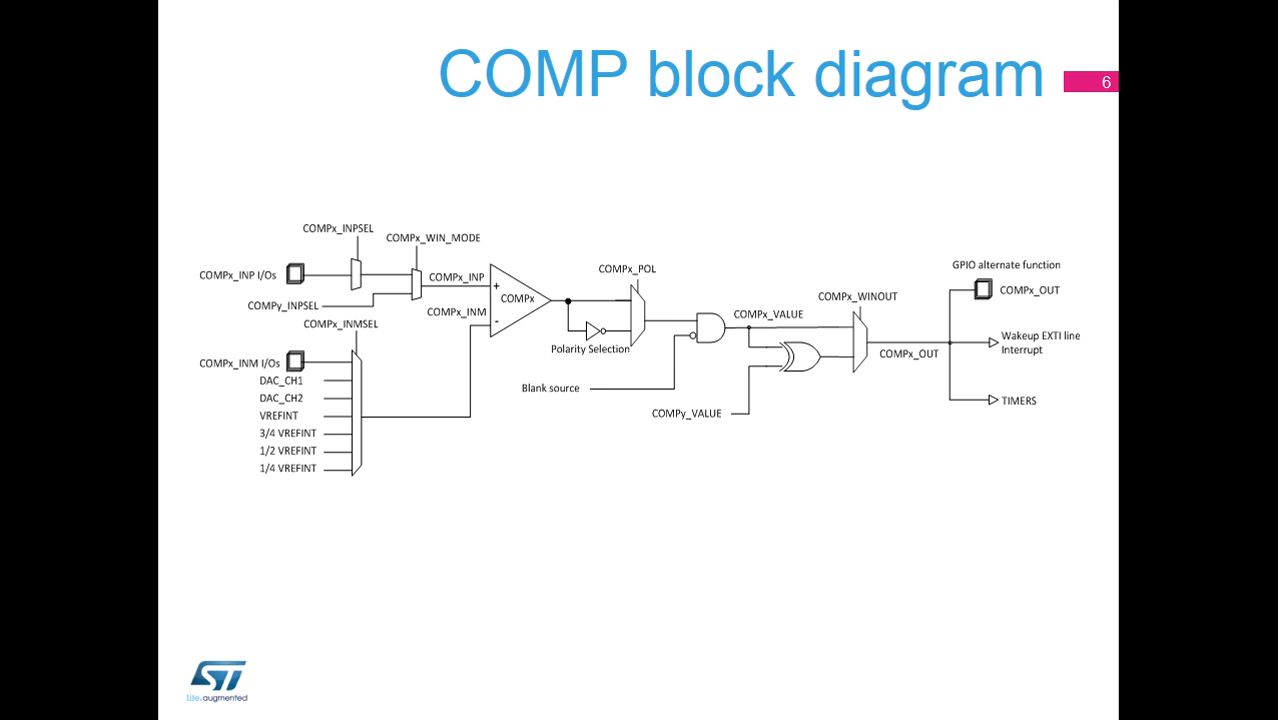 COMP block diagram
6
COMPx_INPSEL
COMPx_WIN_MODE
COMPx_INP I/Os
COMPx_INP
COMPy_INPSEL
COMPx_INM
COMPx_INMSEL
+
-
COMPx
COMPx_INM I/Os
DAC_CH1
DAC_CH2
VREFINT
3/4 VREFINT
1/2 VREFINT
1/4 VREFINT
COMPx_POL
Polarity Selection
Blank source
COMPx_VALUE
COMPy_VALUE
COMPx_WINOUT
COMPx_OUT
GPIO alternate function
COMPx_OUT
Wakeup EXTI line
Interrupt
TIMERS
ST
life.augmented